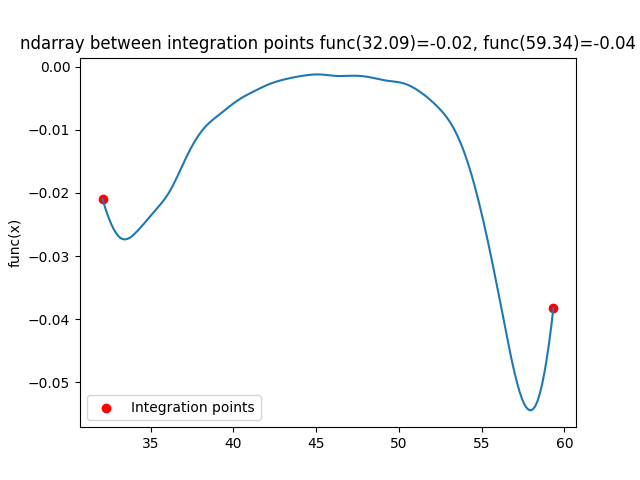 ndarray between integration points func(32.09)=-0.02, func(59.34)=-0.04
0.00
−0.01
−0.02
−0.03
−0.04
−0.05
func(x)
Integration points
35 40 45 50 55 60